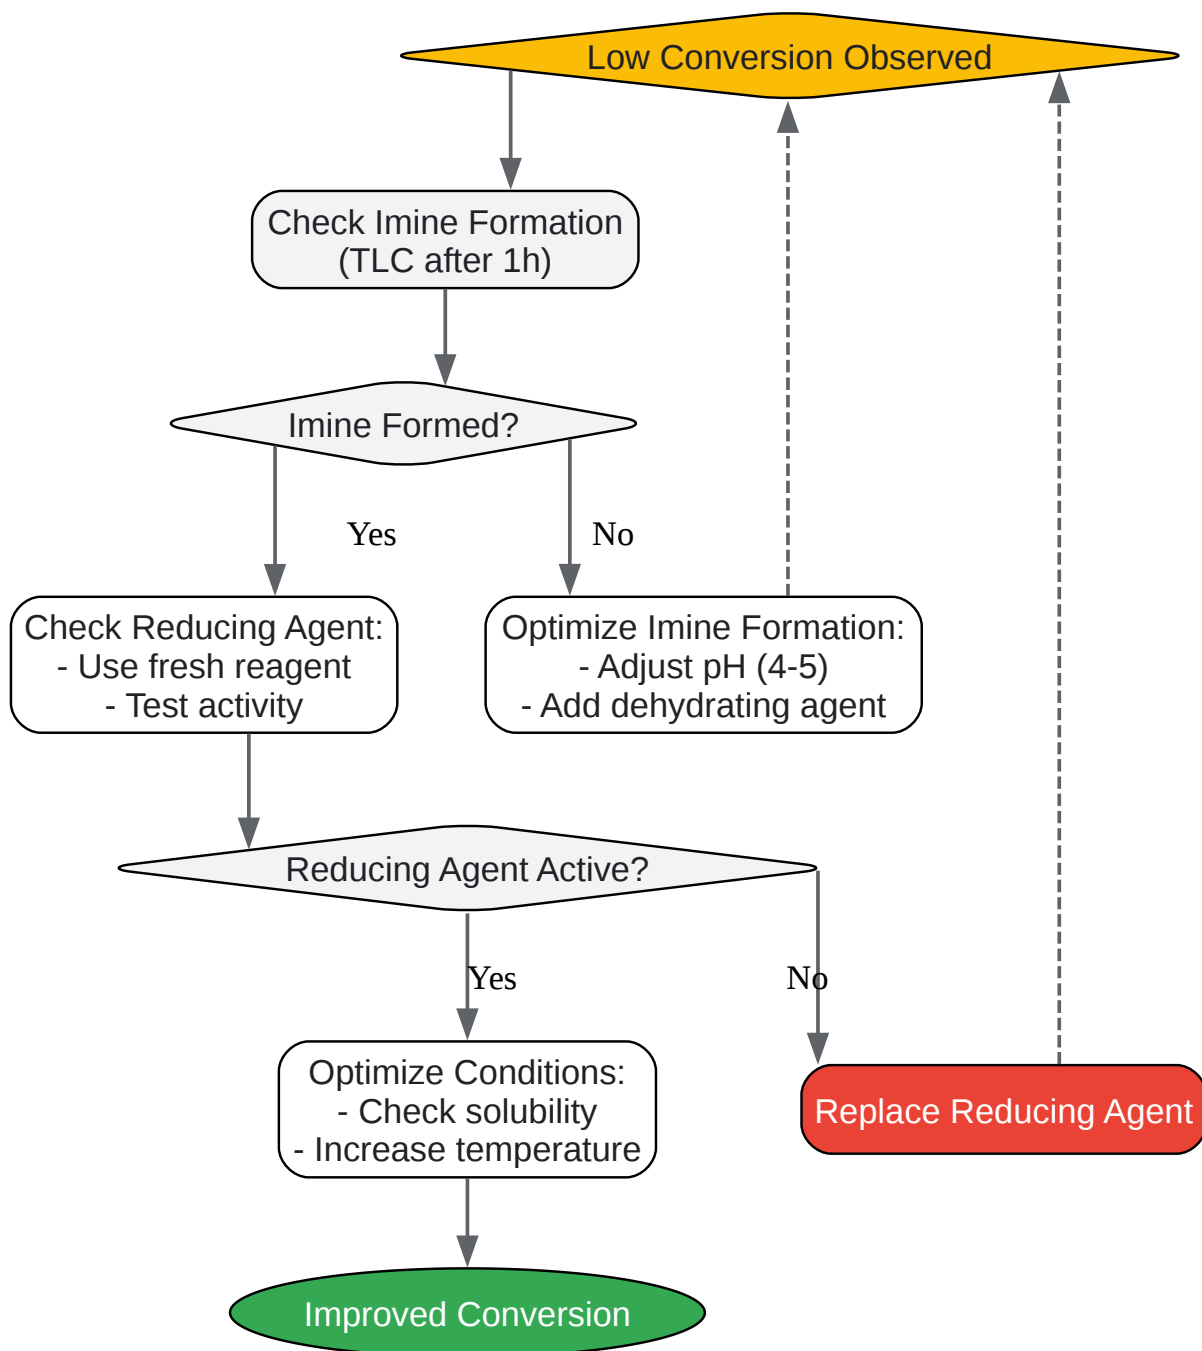 Low Conversion Observed
Check Imine Formation
(TLC after 1h)
Imine Formed?
Yes
No
Check Reducing Agent:
- Use fresh reagent
- Test activity
Optimize Imine Formation:
- Adjust pH (4-5)
- Add dehydrating agent
Reducing Agent Active?
Yes
No
Optimize Conditions:
- Check solubility
- Increase temperature
Replace Reducing Agent
Improved Conversion